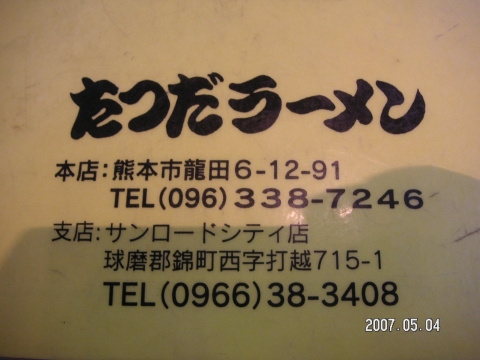 たつだラーメン
本店:熊本市龍田6-12-91
TEL(096)338-7246
支店:サンロードシティ店
球磨郡錦町西字打越715-1
TEL(0966)38-3408
2007.05.04